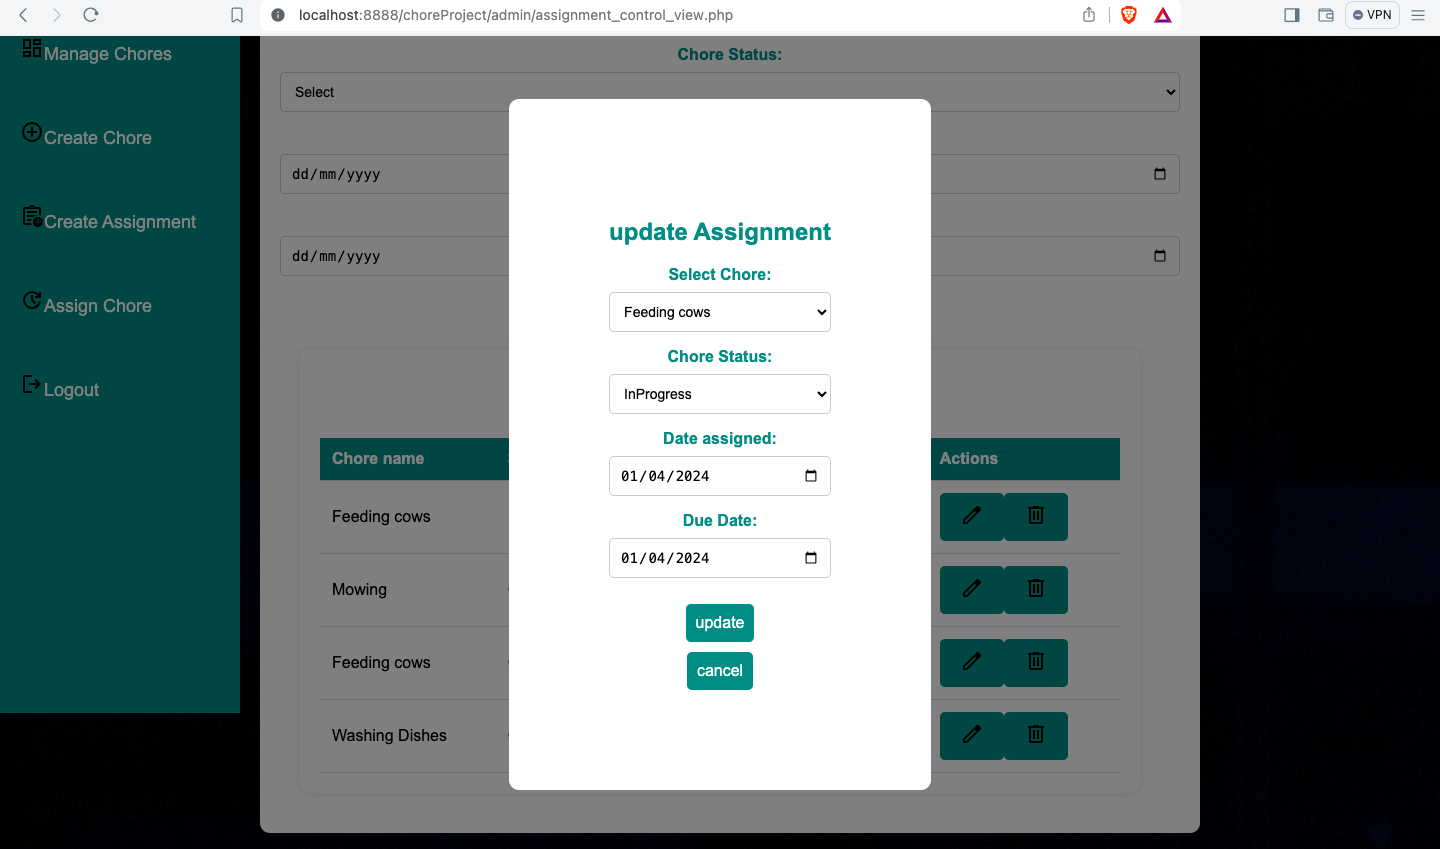 localhost:8888/choreProject/admin/assignment_control_view.php
VPN
Manage Chores
Create Chore
Create Assignment
Assign Chore
Logout
Chore Status:
Select
dd/mm/yyyy
dd/mm/yyyy
Chore name
Actions
Feeding cows
Mowing
Feeding cows
Washing Dishes
update Assignment
Select Chore:
Feeding cows
Chore Status:
InProgress
Date assigned:
01/04/2024
Due Date:
01/04/2024
update
cancel